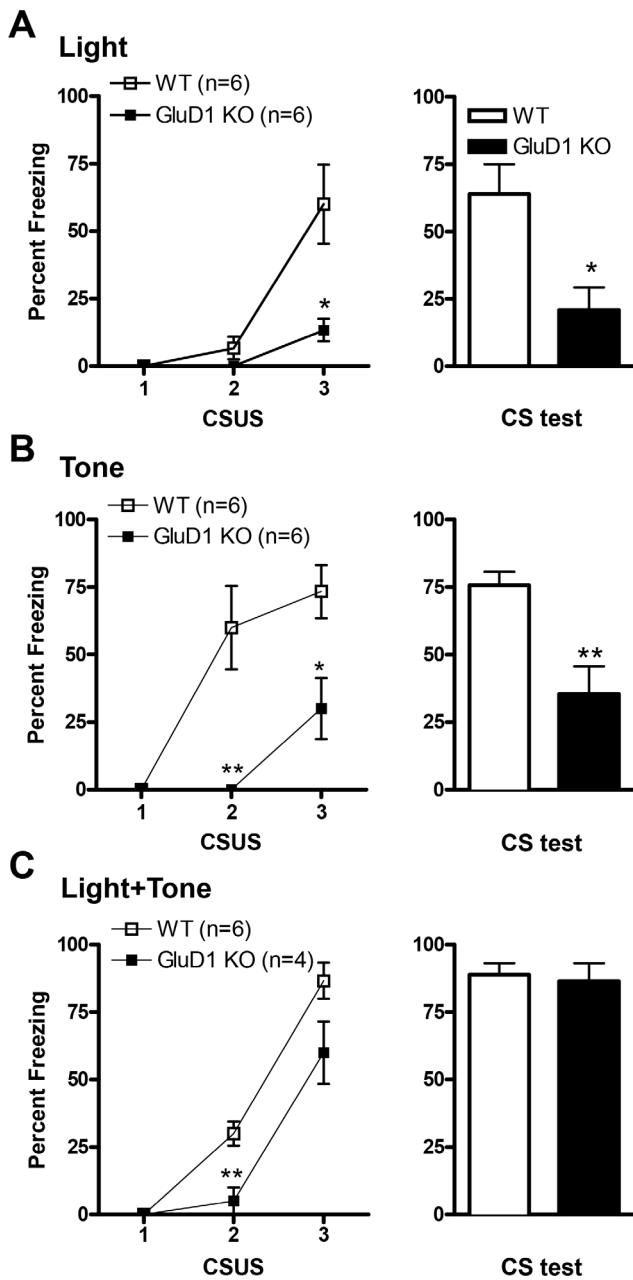 A
Light
WT (n=6)
GluD1 KO (n=6)
Percent Freezing
100
75
50
25
0
1 2 3
CSUS
100
75
50
25
0
WT
GluD1 KO
*
*
CS test
B
Tone
WT (n=6)
GluD1 KO (n=6)
Percent Freezing
100
75
50
25
0
**
*
1 2 3
CSUS
100
75
50
25
0
**
CS test
C
Light+Tone
WT (n=6)
GluD1 KO (n=4)
Percent Freezing
100
75
50
25
0
**
1 2 3
CSUS
100
75
50
25
0
CS test